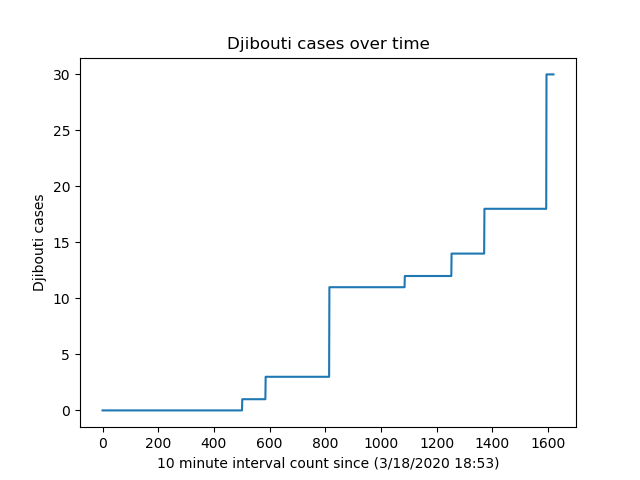 Djibouti cases over time
30
25
20
15
10
5
0
Djibouti cases
0 200 400 600 800 1000 1200 1400 1600
10 minute interval count since (3/18/2020 18:53)